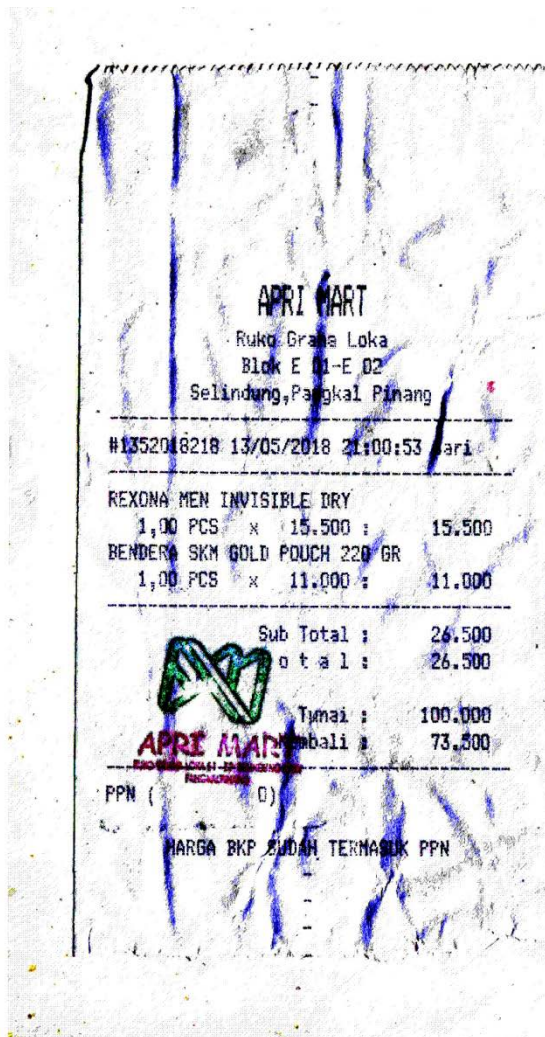 APRI MART
Ruko Graha Loka
Blok E 01-E 02
Selindung,Pangkal Pinang
#1352018218 13/05/2018 21:00:53 Sari
REXONA MEN INVISIBLE DRY
1,00 PCS x 15.500 : 15.500
BENDERA SKM GOLD POUCH 220 GR
1,00 PCS x 11.000 : 11.000
Sub Total : 26.500
o t a l : 26.500
Tunai : 100.000
mbali : 73.500
APRI MART
PPN ( 0)
HARGA BKP SUDAH TERMASUK PPN